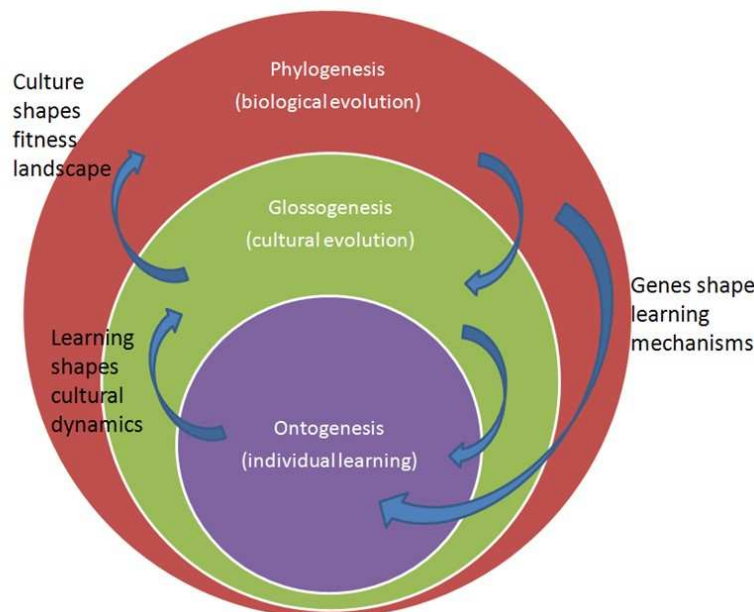 Culture
shapes
fitness
landscape
Phylogenesis
(biological evolution)
Glossogenesis
(cultural evolution)
Genes shape
learning
mechanisms
Learning
shapes
cultural
dynamics
Ontogenesis
(individual learning)